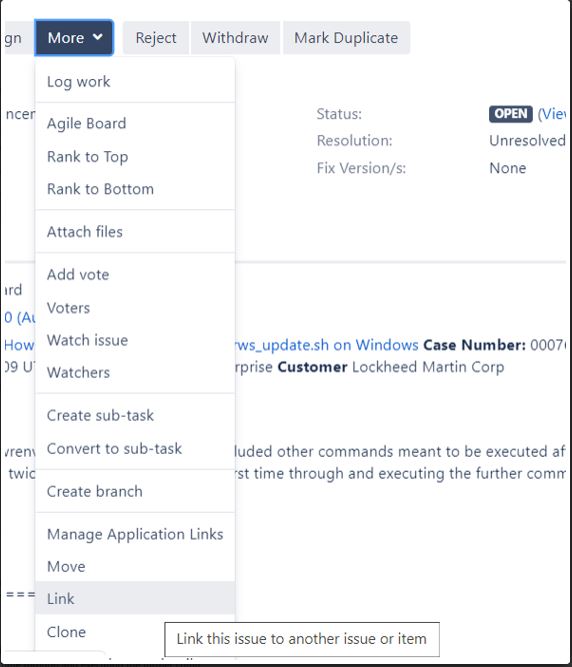 gn More Reject Withdraw Mark Duplicate
Log work
Agile Board
Rank to Top
Rank to Bottom
Attach files
Add vote
Voters
Watch issue
Watchers
Create sub-task
Convert to sub-task
Create branch
Manage Application Links
Move
Link
Clone
Link this issue to another issue or item
ncer
Status: OPEN (Viev
Resolution: Unresolved
Fix Version/s: None
ard
0 (Au
How rws_update.sh on Windows Case Number: 0007
09 U rprise Customer Lockheed Martin Corp
vren luded other commands meant to be executed af
twic rst time through and executing the further comm
===